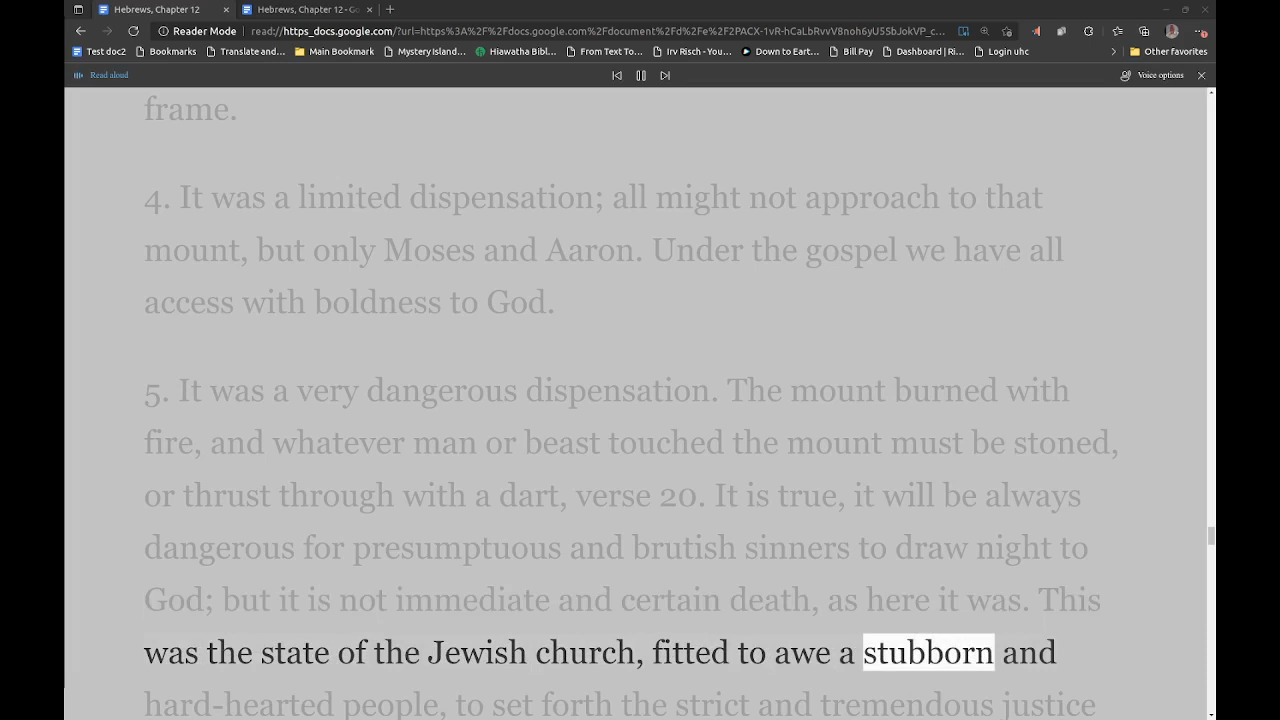 Hebrews, Chapter 12
Hebrews, Chapter 12 - Go
Reader Mode
read://https_docs.google.com/?url=https%3A%2F%2Fdocs.google.com%2Fdocument%2Fd%2Fe%2F2PACX-1vR-hCaLbRvvV8noh6yU5SbJokVP_c...
Test doc2
Bookmarks
Translate and...
Main Bookmark
Mystery Island...
Hiawatha Bibl...
From Text To...
Irv Risch - You...
Down to Eart...
Bill Pay
Dashboard | Ri...
Login uhc
Other favorites
Read aloud
Voice options
frame.
4. It was a limited dispensation; all might not approach to that
mount, but only Moses and Aaron. Under the gospel we have all
access with boldness to God.
5. It was a very dangerous dispensation. The mount burned with
fire, and whatever man or beast touched the mount must be stoned,
or thrust through with a dart, verse 20. It is true, it will be always
dangerous for presumptuous and brutish sinners to draw night to
God; but it is not immediate and certain death, as here it was. This
was the state of the Jewish church, fitted to awe a stubborn and
hard-hearted people, to set forth the strict and tremendous justice